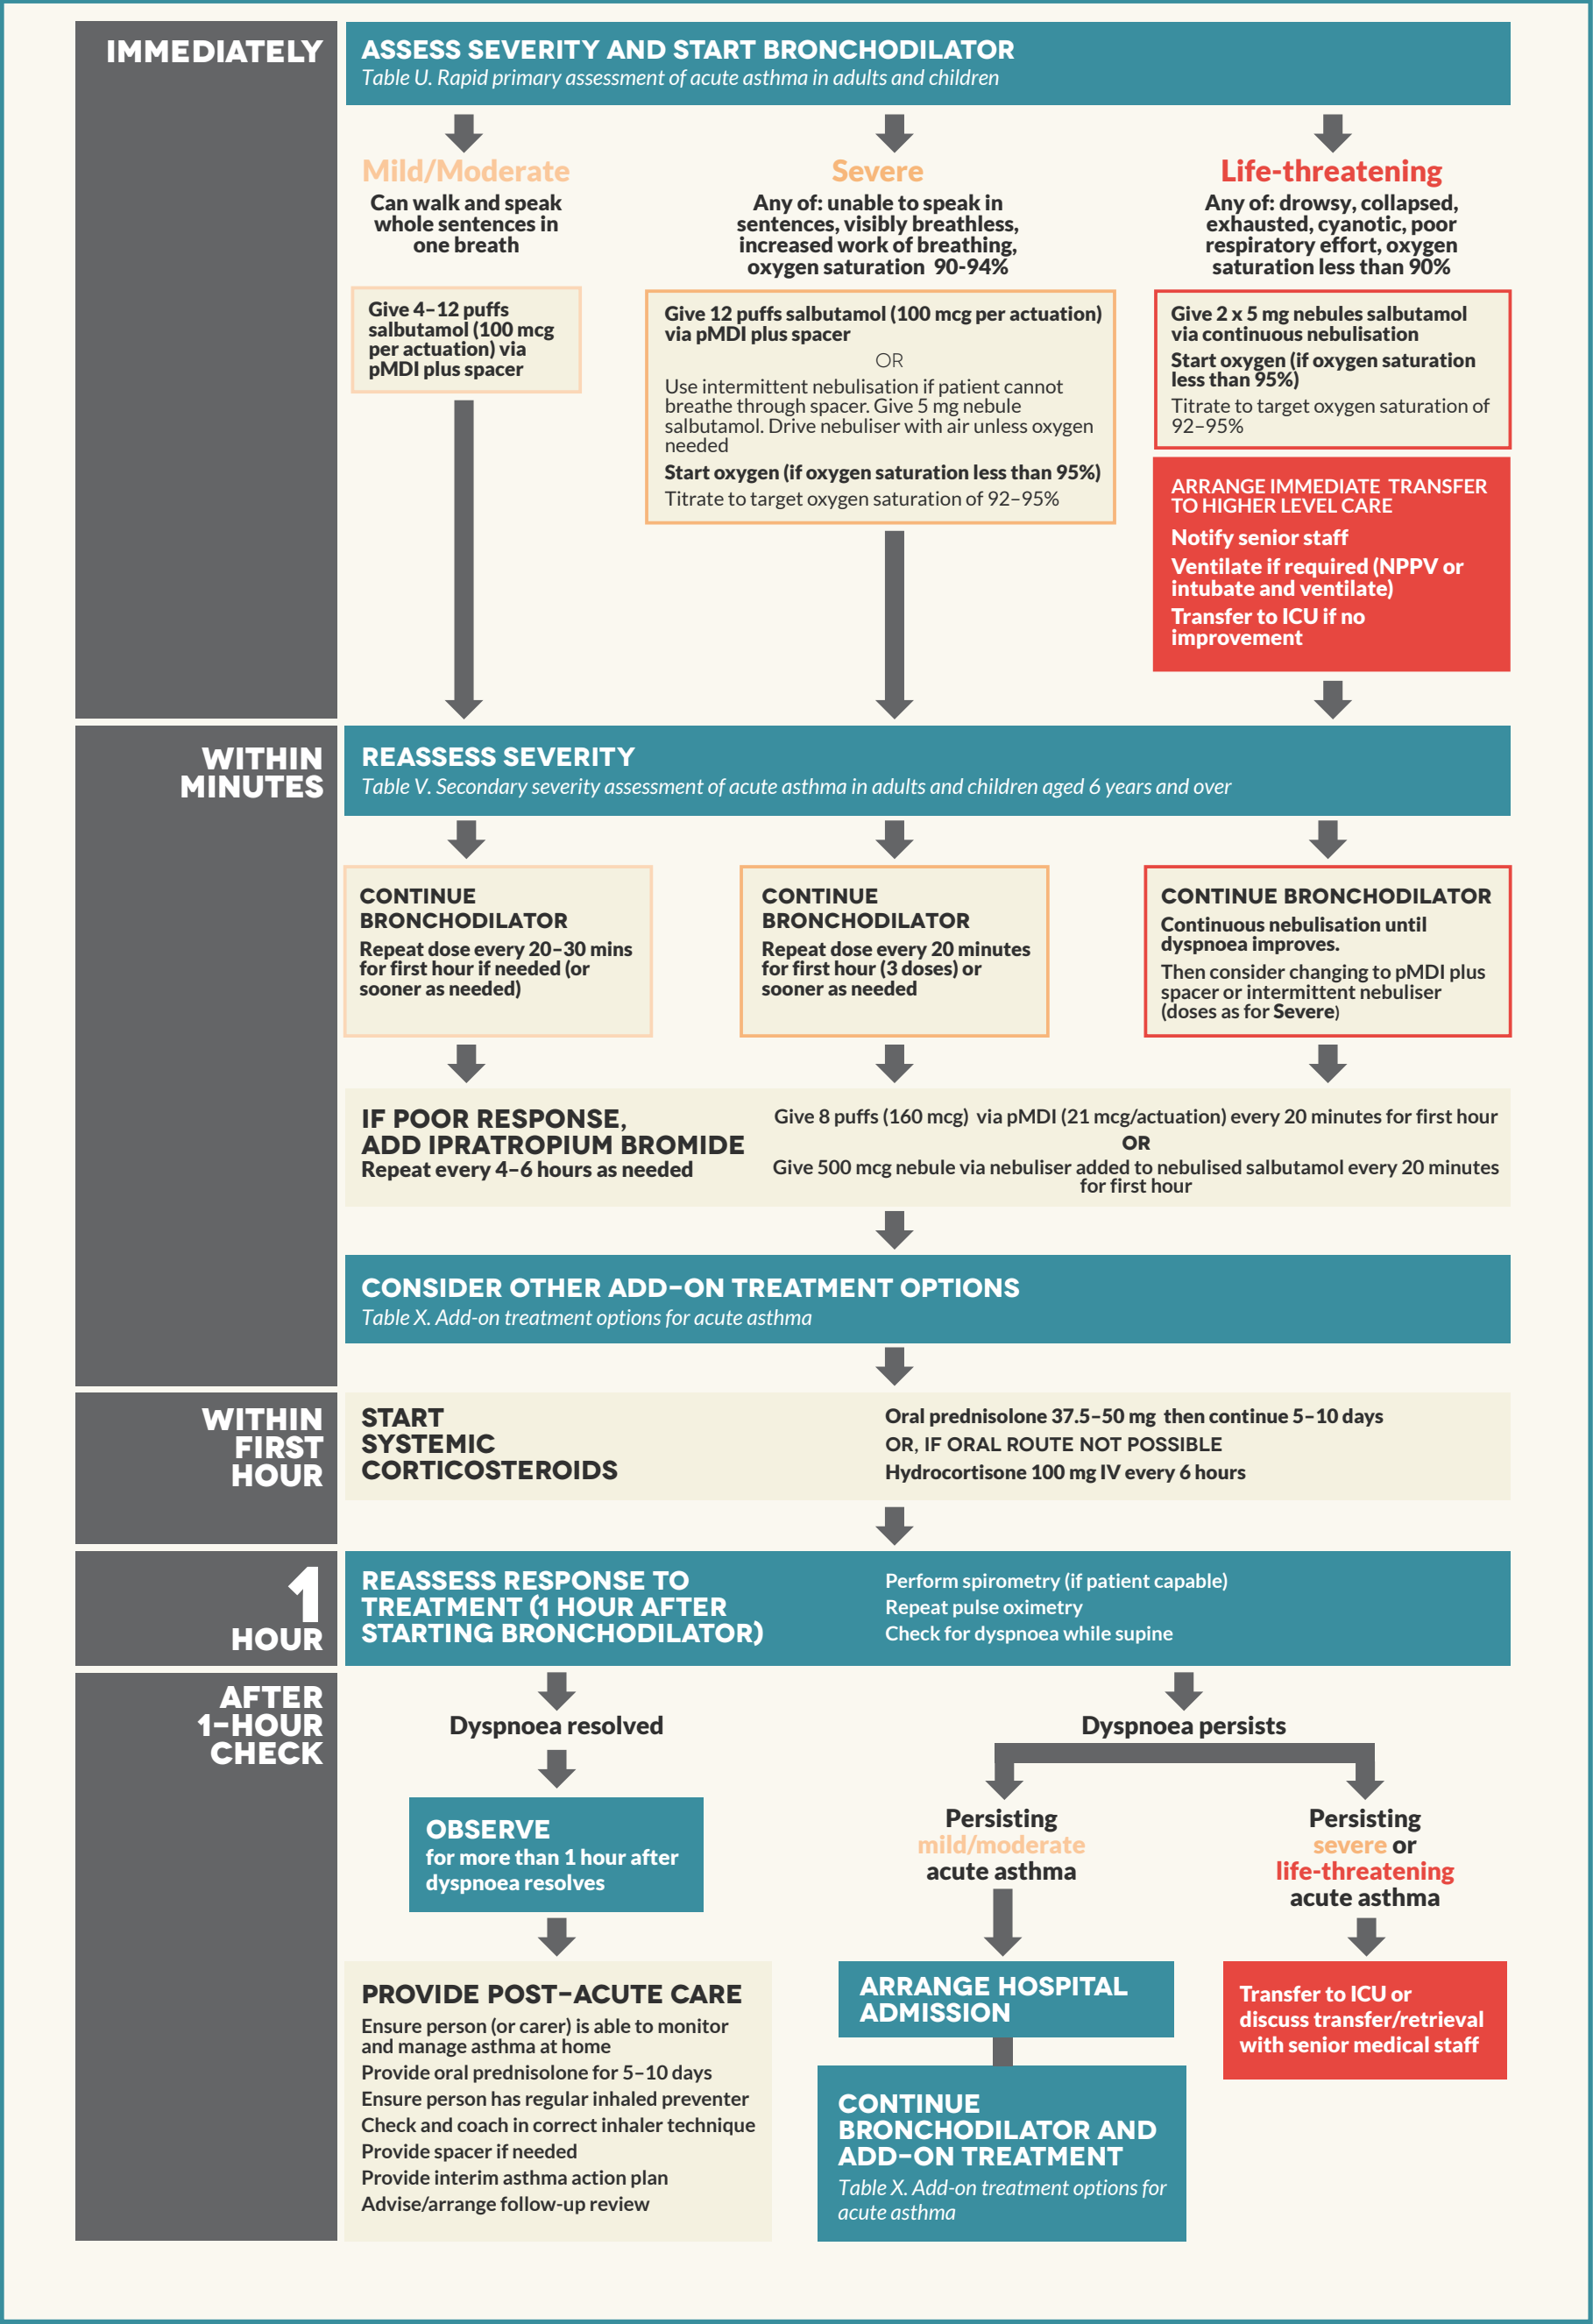 IMMEDIATELY
ASSESS SEVERITY AND START BRONCHODILATOR
Table U. Rapid primary assessment of acute asthma in adults and children
Mild/Moderate
Can walk and speak
whole sentences in
one breath
Give 4–12 puffs
salbutamol (100 mcg
per actuation) via
pMDI plus spacer
Severe
Any of: unable to speak in
sentences, visibly breathless,
increased work of breathing,
oxygen saturation 90-94%
Give 12 puffs salbutamol (100 mcg per actuation)
via pMDI plus spacer
OR
Use intermittent nebulisation if patient cannot
breathe through spacer. Give 5 mg nebule
salbutamol. Drive nebuliser with air unless oxygen
needed
Start oxygen (if oxygen saturation less than 95%)
Titrate to target oxygen saturation of 92–95%
Life-threatening
Any of: drowsy, collapsed,
exhausted, cyanotic, poor
respiratory effort, oxygen
saturation less than 90%
Give 2 x 5 mg nebules salbutamol
via continuous nebulisation
Start oxygen (if oxygen saturation
less than 95%)
Titrate to target oxygen saturation of
92–95%
ARRANGE IMMEDIATE TRANSFER
TO HIGHER LEVEL CARE
Notify senior staff
Ventilate if required (NPPV or
intubate and ventilate)
Transfer to ICU if no
improvement
WITHIN
MINUTES
REASSESS SEVERITY
Table V. Secondary severity assessment of acute asthma in adults and children aged 6 years and over
CONTINUE
BRONCHODILATOR
Repeat dose every 20–30 mins
for first hour if needed (or
sooner as needed)
CONTINUE
BRONCHODILATOR
Repeat dose every 20 minutes
for first hour (3 doses) or
sooner as needed
CONTINUE BRONCHODILATOR
Continuous nebulisation until
dyspnoea improves.
Then consider changing to pMDI plus
spacer or intermittent nebuliser
(doses as for Severe)
IF POOR RESPONSE,
ADD IPRATROPIUM BROMIDE
Repeat every 4–6 hours as needed
Give 8 puffs (160 mcg) via pMDI (21 mcg/actuation) every 20 minutes for first hour
OR
Give 500 mcg nebule via nebuliser added to nebulised salbutamol every 20 minutes
for first hour
CONSIDER OTHER ADD–ON TREATMENT OPTIONS
Table X. Add-on treatment options for acute asthma
WITHIN
FIRST
HOUR
START
SYSTEMIC
CORTICOSTEROIDS
Oral prednisolone 37.5–50 mg then continue 5–10 days
OR, IF ORAL ROUTE NOT POSSIBLE
Hydrocortisone 100 mg IV every 6 hours
1
HOUR
REASSESS RESPONSE TO
TREATMENT (1 HOUR AFTER
STARTING BRONCHODILATOR)
Perform spirometry (if patient capable)
Repeat pulse oximetry
Check for dyspnoea while supine
AFTER
1–HOUR
CHECK
Dyspnoea resolved
OBSERVE
for more than 1 hour after
dyspnoea resolves
PROVIDE POST–ACUTE CARE
Ensure person (or carer) is able to monitor
and manage asthma at home
Provide oral prednisolone for 5–10 days
Ensure person has regular inhaled preventer
Check and coach in correct inhaler technique
Provide spacer if needed
Provide interim asthma action plan
Advise/arrange follow-up review
Dyspnoea persists
Persisting
mild/moderate
acute asthma
ARRANGE HOSPITAL
ADMISSION
CONTINUE
BRONCHODILATOR AND
ADD–ON TREATMENT
Table X. Add-on treatment options for
acute asthma
Persisting
severe or
life-threatening
acute asthma
Transfer to ICU or
discuss transfer/retrieval
with senior medical staff